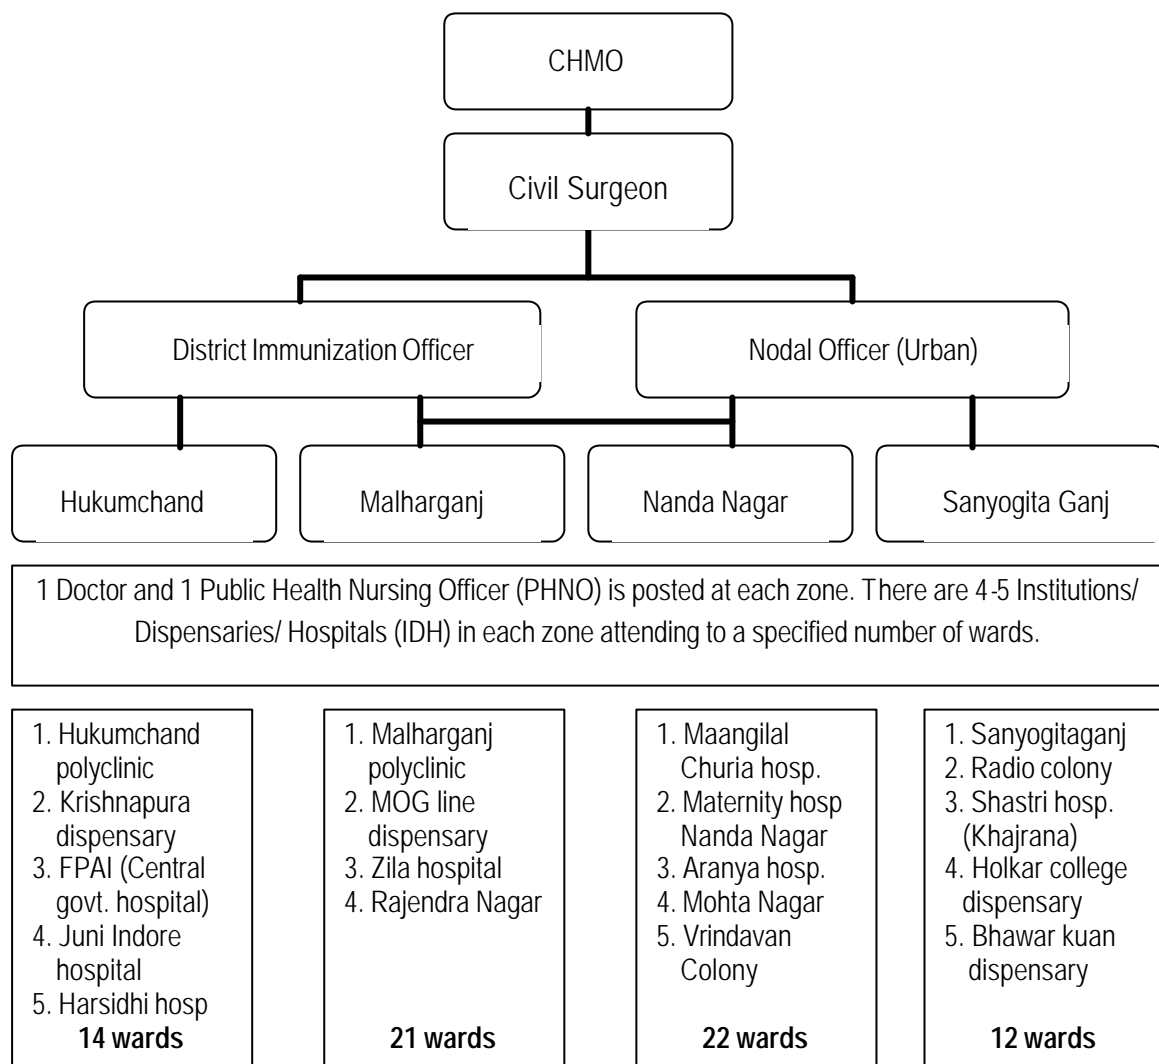 CHMO
Civil Surgeon
District Immunization Officer
Nodal Officer (Urban)
Hukumchand
Malharganj
Nanda Nagar
Sanyogita Ganj
1 Doctor and 1 Public Health Nursing Officer (PHNO) is posted at each zone. There are 4-5 Institutions/
Dispensaries/ Hospitals (IDH) in each zone attending to a specified number of wards.
1. Hukumchand
polyclinic
2. Krishnapura
dispensary
3. FPAI (Central
govt. hospital)
4. Juni Indore
hospital
5. Harsidhi hosp
14 wards
1. Malharganj
polyclinic
2. MOG line
dispensary
3. Zila hospital
4. Rajendra Nagar
21 wards
1. Maangilal
Churia hosp.
2. Maternity hosp
Nanda Nagar
3. Aranya hosp.
4. Mohta Nagar
5. Vrindavan
Colony
22 wards
1. Sanyogitaganj
2. Radio colony
3. Shastri hosp.
(Khajrana)
4. Holkar college
dispensary
5. Bhawar kuan
dispensary
12 wards